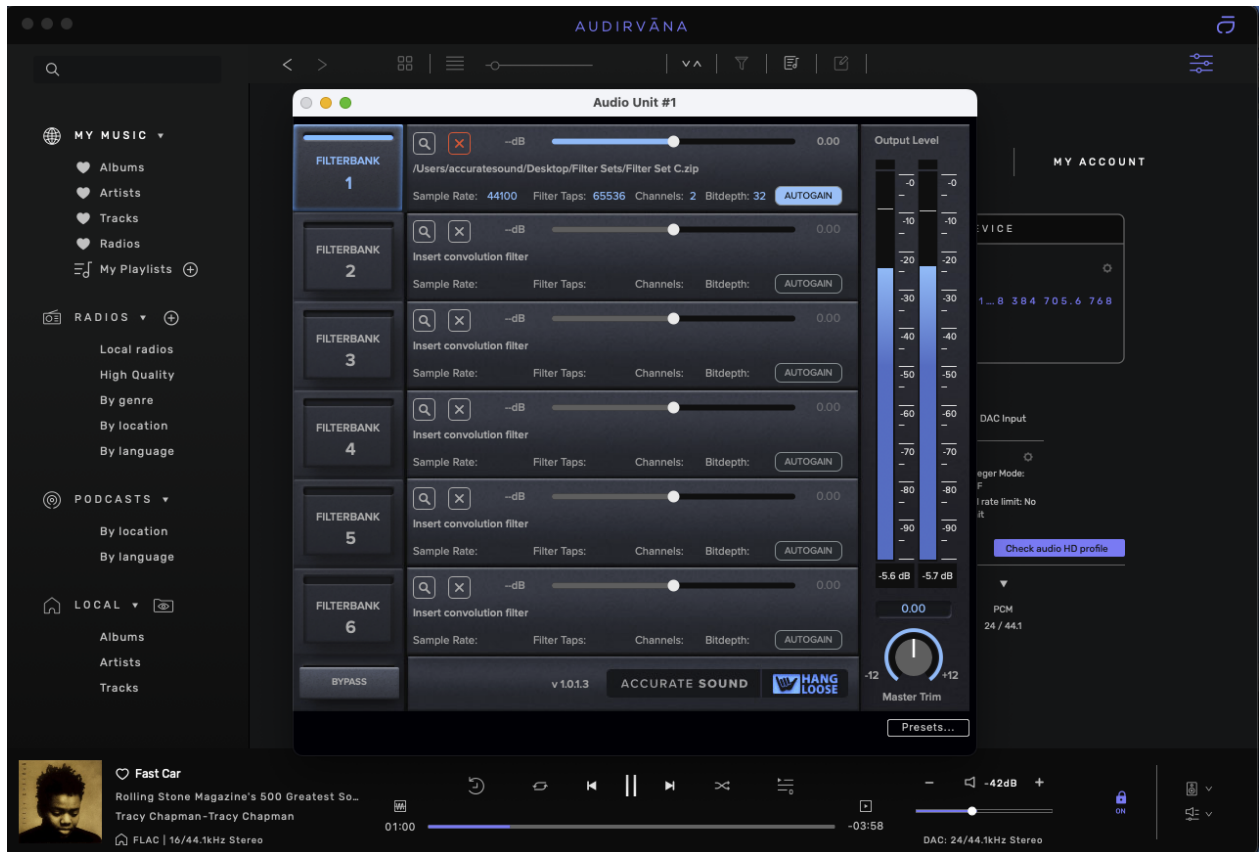 AUDIRVĀNA
MY MUSIC
Albums
Artists
Tracks
Radios
My Playlists
RADIOS
Local radios
High Quality
By genre
By location
By language
PODCASTS
By location
By language
LOCAL
Albums
Artists
Tracks
Audio Unit #1
FILTERBANK
1
--dB
0.00
/Users/accuratesound/Desktop/Filter Sets/Filter Set C.zip
Sample Rate: 44100 Filter Taps: 65536 Channels: 2 Bitdepth: 32 AUTOGAIN
FILTERBANK
2
--dB
0.00
Insert convolution filter
Sample Rate: Filter Taps: Channels: Bitdepth: AUTOGAIN
FILTERBANK
3
--dB
0.00
Insert convolution filter
Sample Rate: Filter Taps: Channels: Bitdepth: AUTOGAIN
FILTERBANK
4
--dB
0.00
Insert convolution filter
Sample Rate: Filter Taps: Channels: Bitdepth: AUTOGAIN
FILTERBANK
5
--dB
0.00
Insert convolution filter
Sample Rate: Filter Taps: Channels: Bitdepth: AUTOGAIN
FILTERBANK
6
--dB
0.00
Insert convolution filter
Sample Rate: Filter Taps: Channels: Bitdepth: AUTOGAIN
BYPASS
v 1.0.1.3
ACCURATE SOUND
HANG
LOOSE
Output Level
-0 -0
-10 -10
-20 -20
-30 -30
-40 -40
-50 -50
-60 -60
-70 -70
-80 -80
-90 -90
-5.6 dB -5.7 dB
0.00
-12 +12
Master Trim
Presets...
MY ACCOUNT
EVICE
1…8 384 705.6 768
DAC Input
eger Mode:
F
l rate limit: No
it
Check audio HD profile
PCM
24 / 44.1
Fast Car
Rolling Stone Magazine's 500 Greatest So…
Tracy Chapman-Tracy Chapman
FLAC | 16/44.1kHz Stereo
01:00
-03:58
− -42dB +
DAC: 24/44.1kHz Stereo
ON